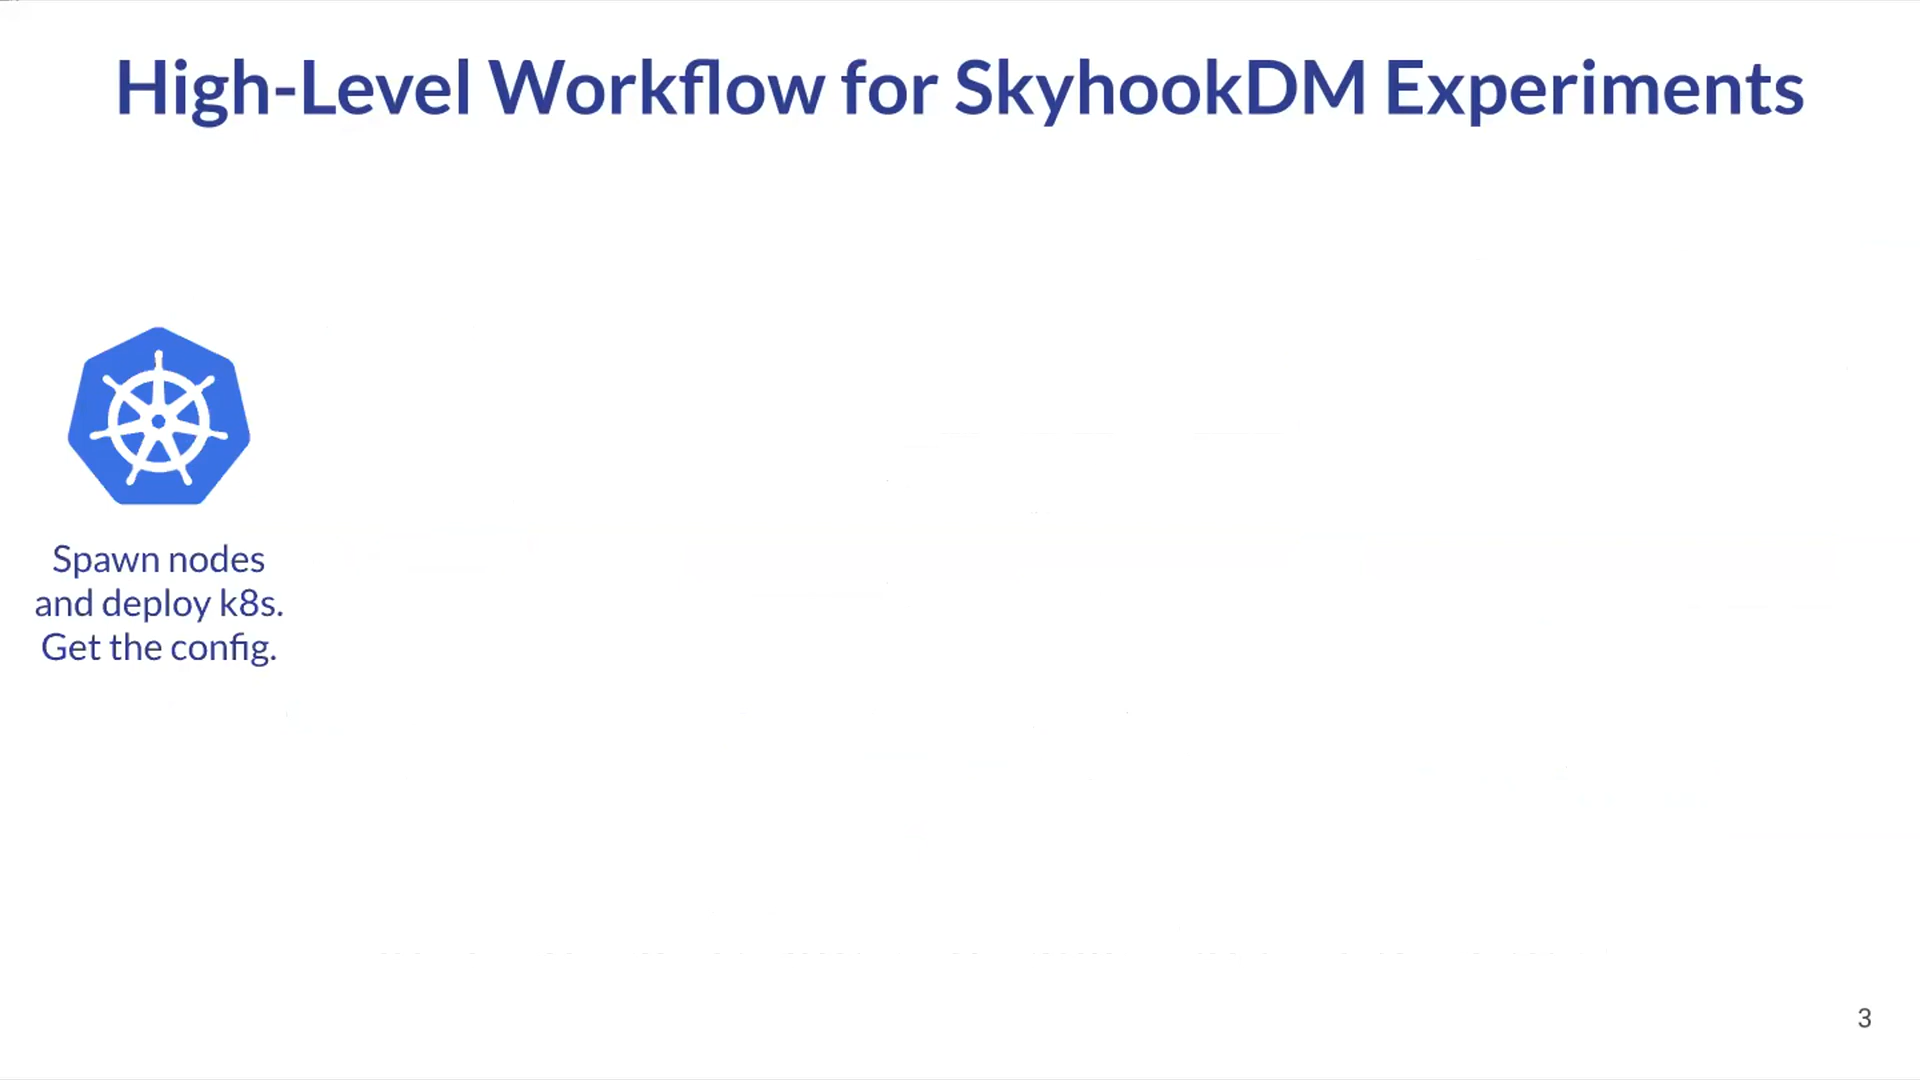 High-Level Workflow for SkyhookDM Experiments
Spawn nodes
and deploy k8s.
Get the config.
3